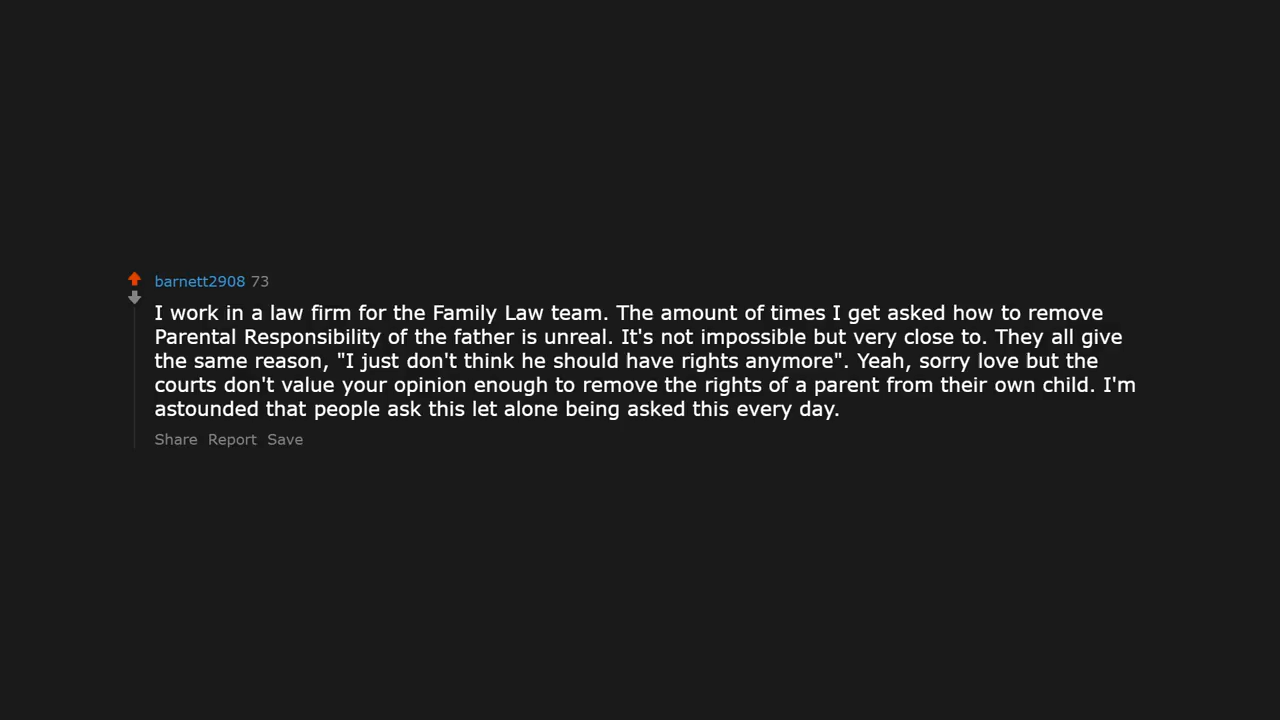 barnett2908 73
I work in a law firm for the Family Law team. The amount of times I get asked how to remove
Parental Responsibility of the father is unreal. It's not impossible but very close to. They all give
the same reason, "I just don't think he should have rights anymore". Yeah, sorry love but the
courts don't value your opinion enough to remove the rights of a parent from their own child. I'm
astounded that people ask this let alone being asked this every day.
Share Report Save